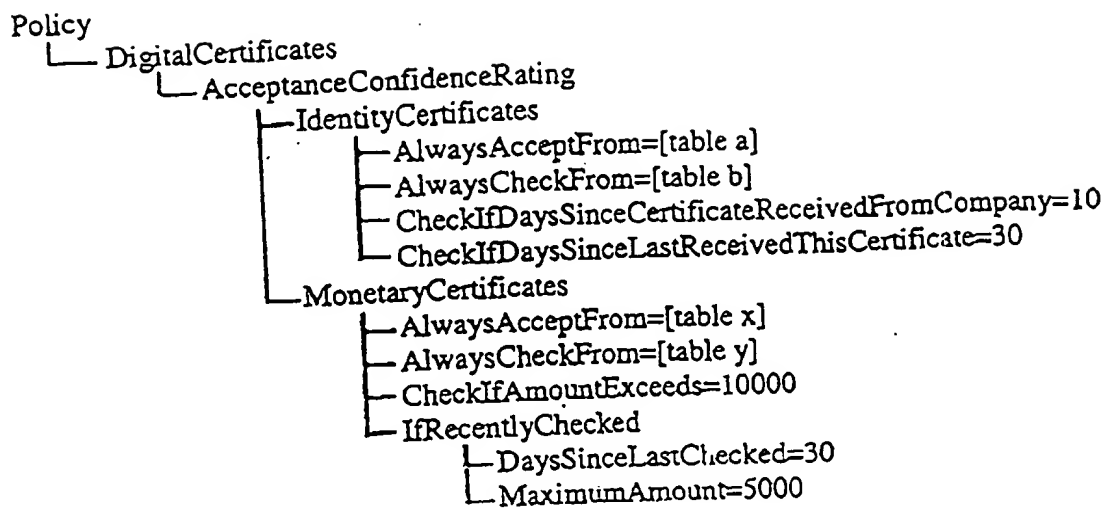 Policy
DigitalCertificates
AcceptanceConfidenceRating
IdentityCertificates
AlwaysAcceptFrom=[table a]
AlwaysCheckFrom=[table b]
CheckIfDaysSinceCertificateReceivedFromCompany=10
CheckIfDaysSinceLastReceivedThisCertificate=30
MonetaryCertificates
AlwaysAcceptFrom=[table x]
AlwaysCheckFrom=[table y]
CheckIfAmountExceeds=10000
IfRecentlyChecked
DaysSinceLastChecked=30
MaximumAmount=5000